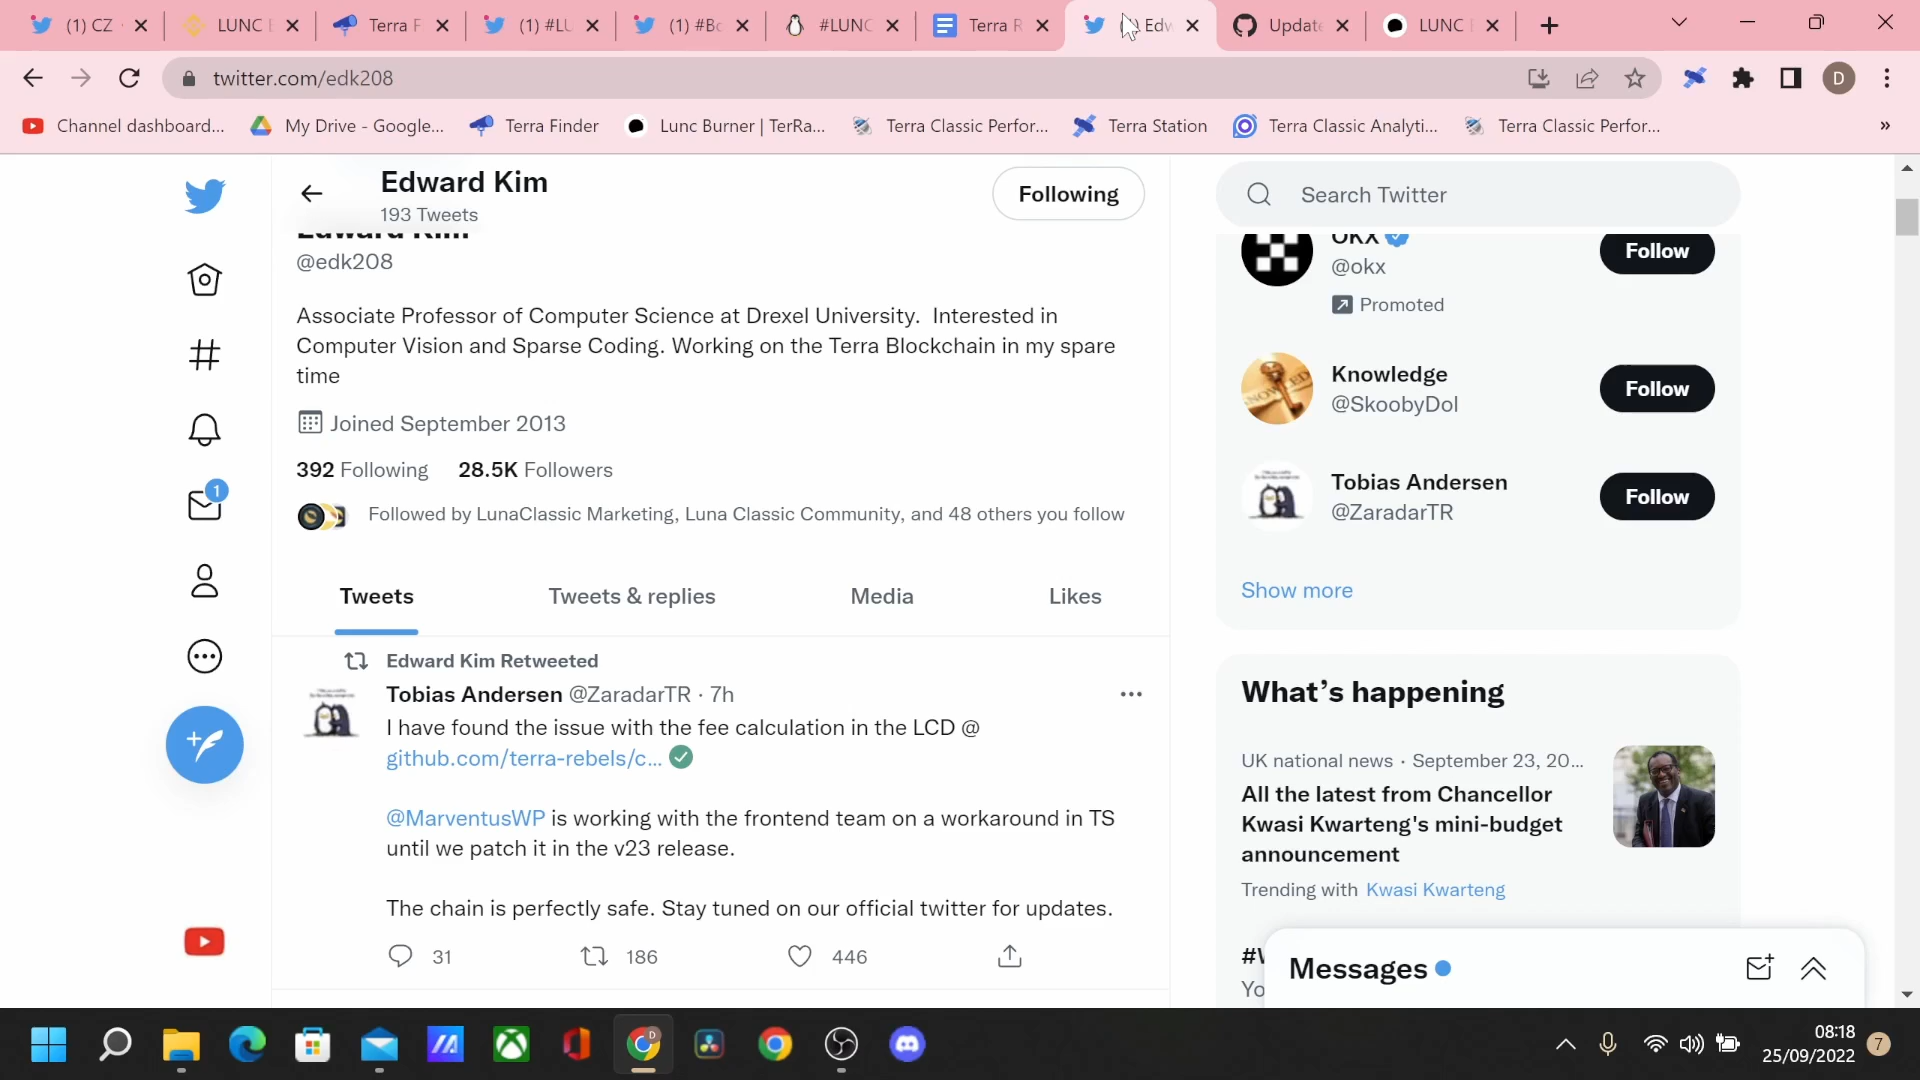 (1) CZ
LUNC
Terra F
(1) #LU
(1) #Bo
#LUNC
Terra R
Edw
Update
LUNC
twitter.com/edk208
D
Channel dashboard...
My Drive - Google...
Terra Finder
Lunc Burner | TerRa...
Terra Classic Perfor...
Terra Station
Terra Classic Analyti...
Terra Classic Perfor...
»
Edward Kim
193 Tweets
Following
Edward Kim
@edk208
Associate Professor of Computer Science at Drexel University. Interested in
Computer Vision and Sparse Coding. Working on the Terra Blockchain in my spare
time
Joined September 2013
392 Following 28.5K Followers
Followed by LunaClassic Marketing, Luna Classic Community, and 48 others you follow
Tweets
Tweets & replies
Media
Likes
Edward Kim Retweeted
Tobias Andersen @ZaradarTR · 7h
I have found the issue with the fee calculation in the LCD @
github.com/terra-rebels/c...
@MarventusWP is working with the frontend team on a workaround in TS
until we patch it in the v23 release.
The chain is perfectly safe. Stay tuned on our official twitter for updates.
31
186
446
1
Search Twitter
OKX
@okx
Promoted
Follow
Knowledge
@SkoobyDol
Follow
Tobias Andersen
@ZaradarTR
Follow
Show more
What's happening
UK national news · September 23, 20...
All the latest from Chancellor
Kwasi Kwarteng's mini-budget
announcement
Trending with Kwasi Kwarteng
Yo
Messages
08:18
25/09/2022
7